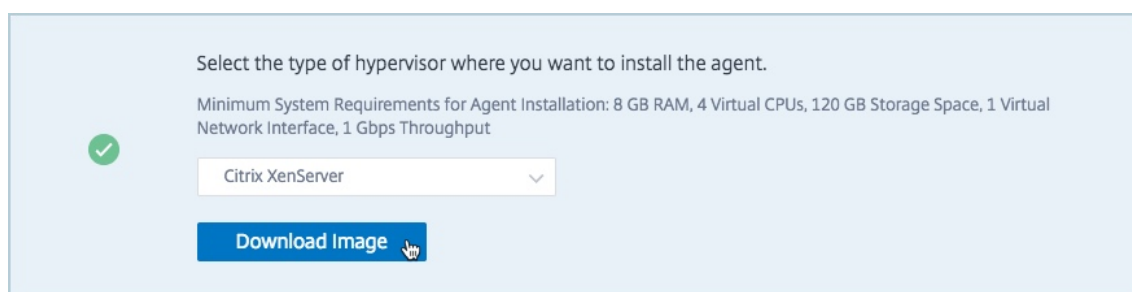 Select the type of hypervisor where you want to install the agent.
Minimum System Requirements for Agent Installation: 8 GB RAM, 4 Virtual CPUs, 120 GB Storage Space, 1 Virtual
Network Interface, 1 Gbps Throughput
Citrix XenServer
Download Image